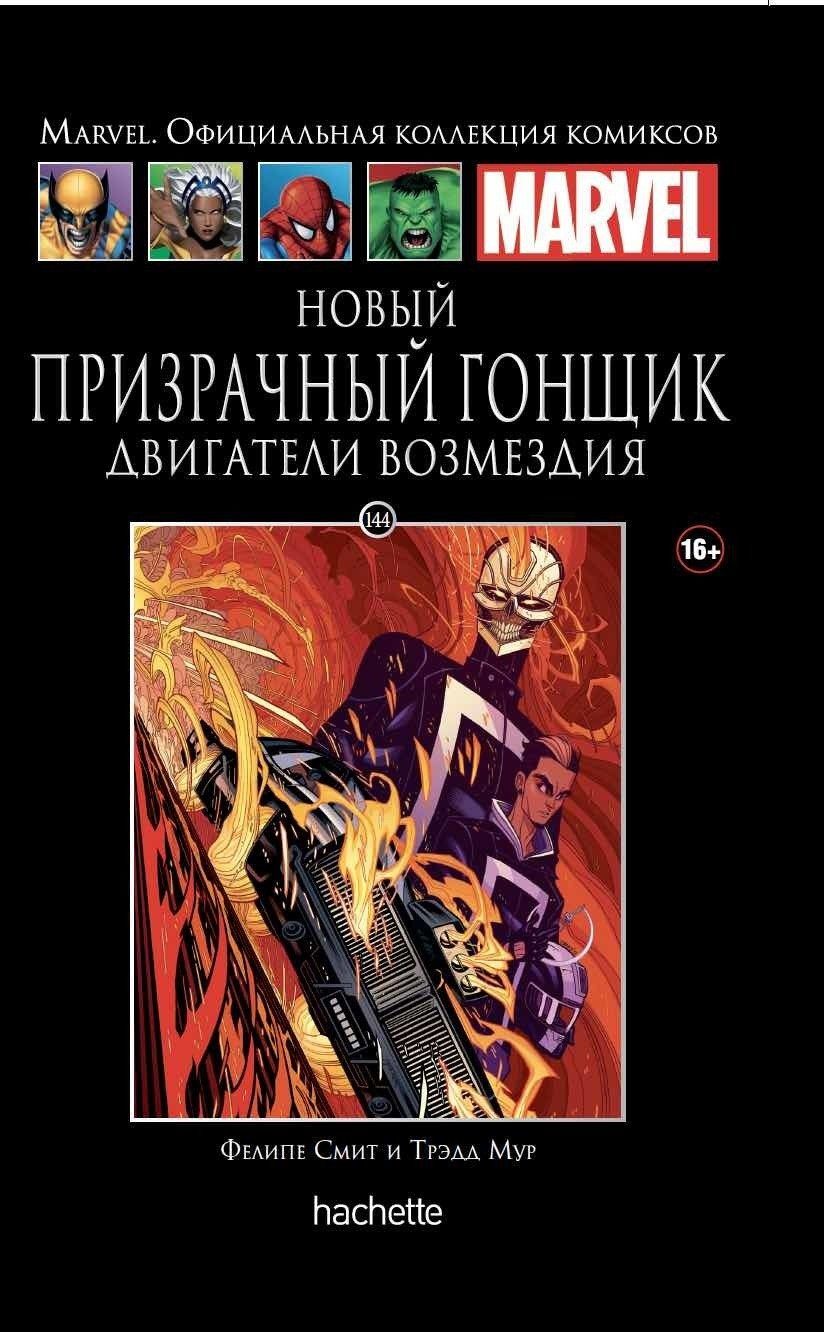 Marvel. Официальная коллекция комиксов
MARVEL
НОВЫЙ
ПРИЗРАЧНЫЙ ГОНЩИК
ДВИГАТЕЛИ ВОЗМЕЗДИЯ
144
16+
Фелипе Смит и Трэдд Мур
hachette